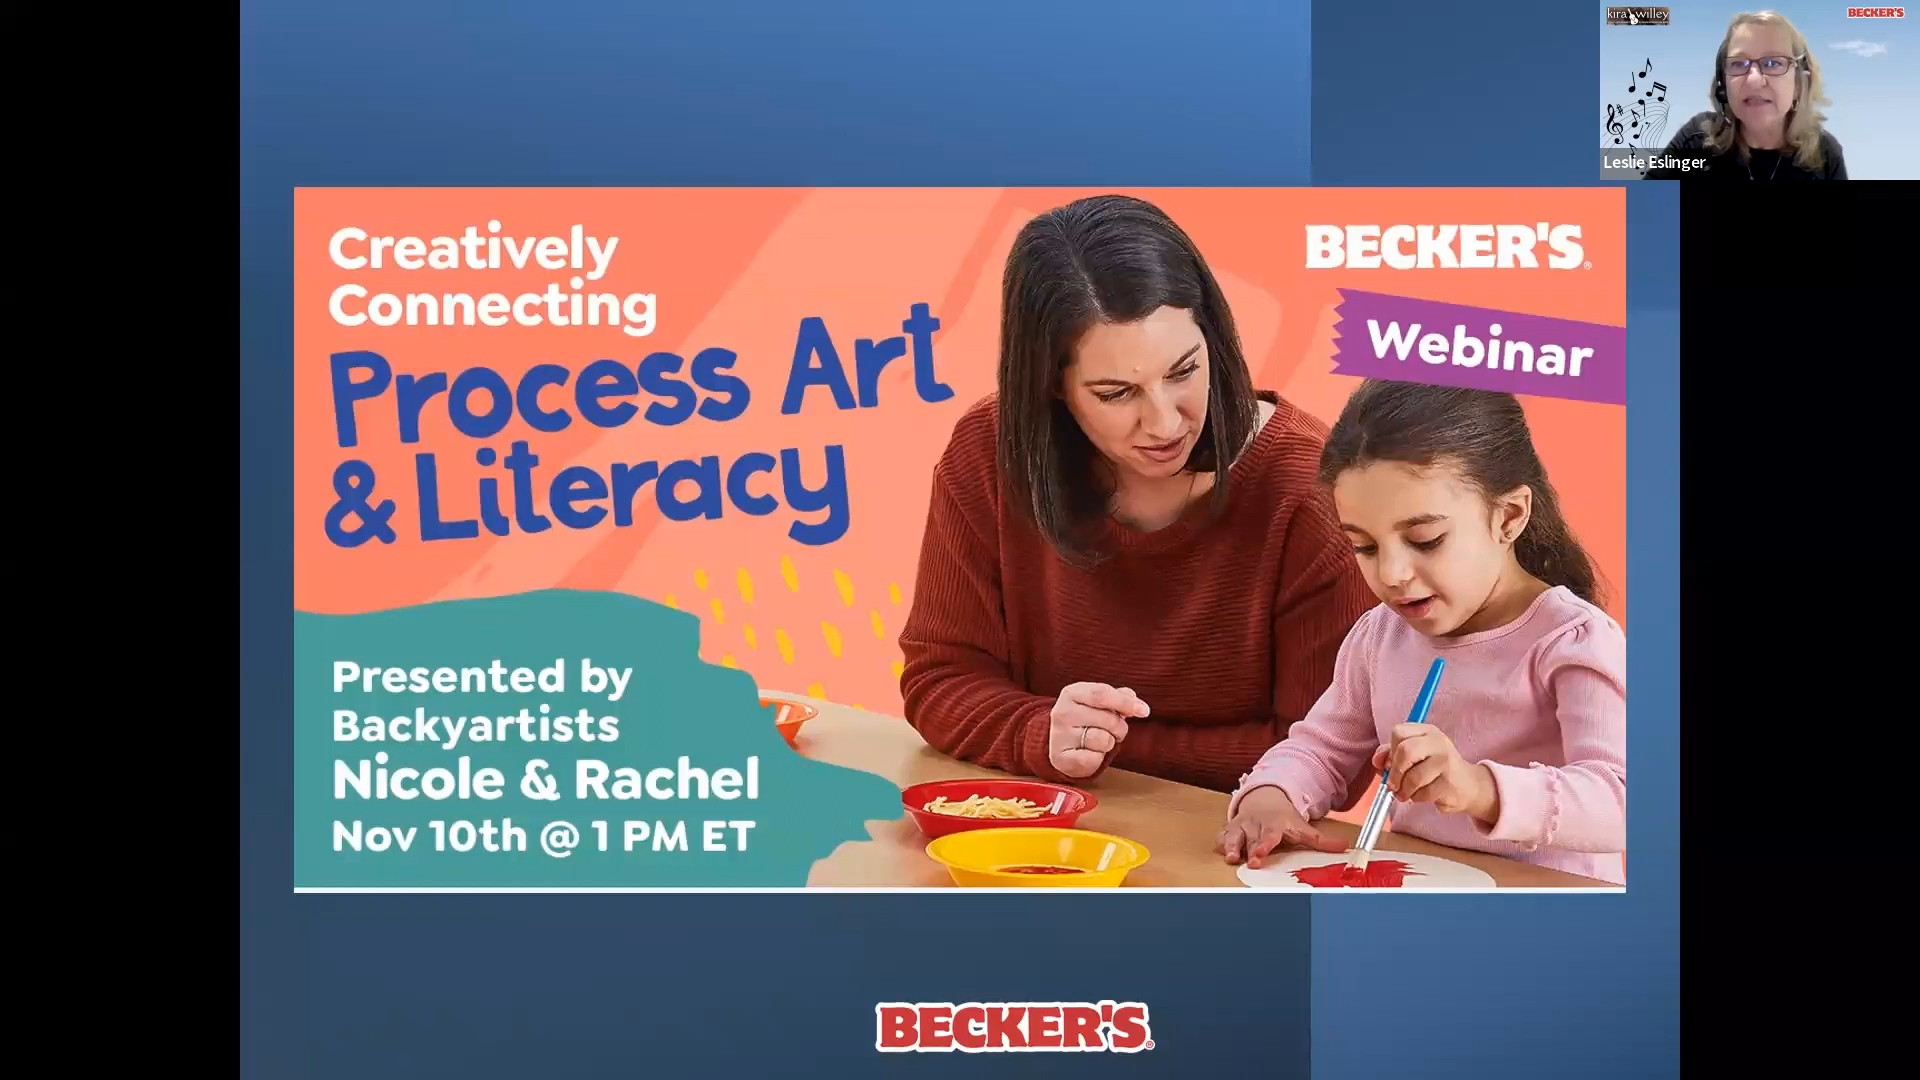 kira willey
BECKER'S
Leslie Eslinger
Creatively
Connecting
Process Art
& Literacy
BECKER'S®
Webinar
Presented by
Backyartists
Nicole & Rachel
Nov 10th @ 1 PM ET
BECKER'S®